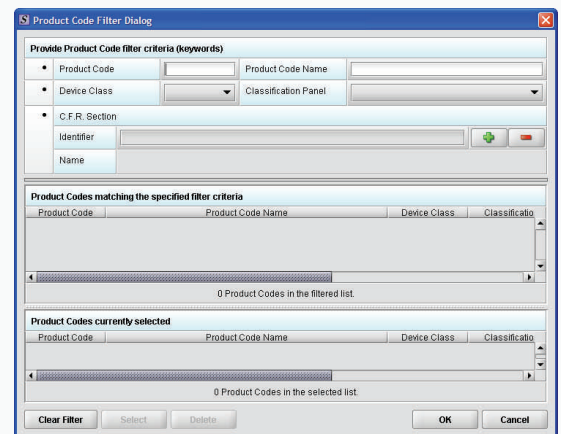 Product Code Filter Dialog
Provide Product Code filter criteria (keywords)
Product Code Product Code Name
Device Class Classification Panel
C.F.R. Section
Identifier
Name
Product Codes matching the specified filter criteria
Product Code Product Code Name Device Class Classificatio
0 Product Codes in the filtered list.
Product Codes currently selected
Product Code Product Code Name Device Class Classificatio
0 Product Codes in the selected list.
Clear Filter Select Delete OK Cancel